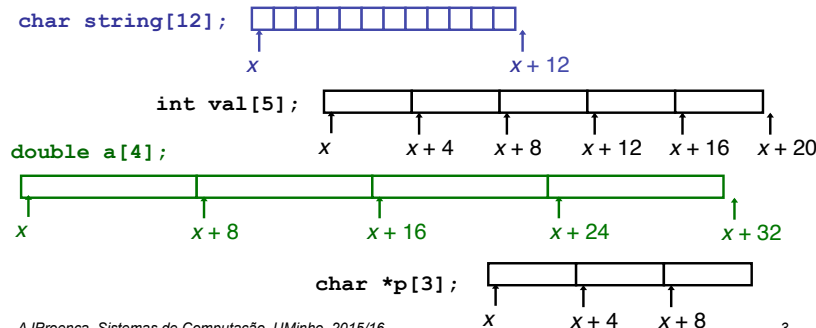 char string[12];
x x + 12
int val[5];
x x + 4 x + 8 x + 12 x + 16 x + 20
double a[4];
x x + 8 x + 16 x + 24 x + 32
char *p[3];
x x + 4 x + 8
AJProença, Sistemas de Computação, UMinho, 2015/16 3